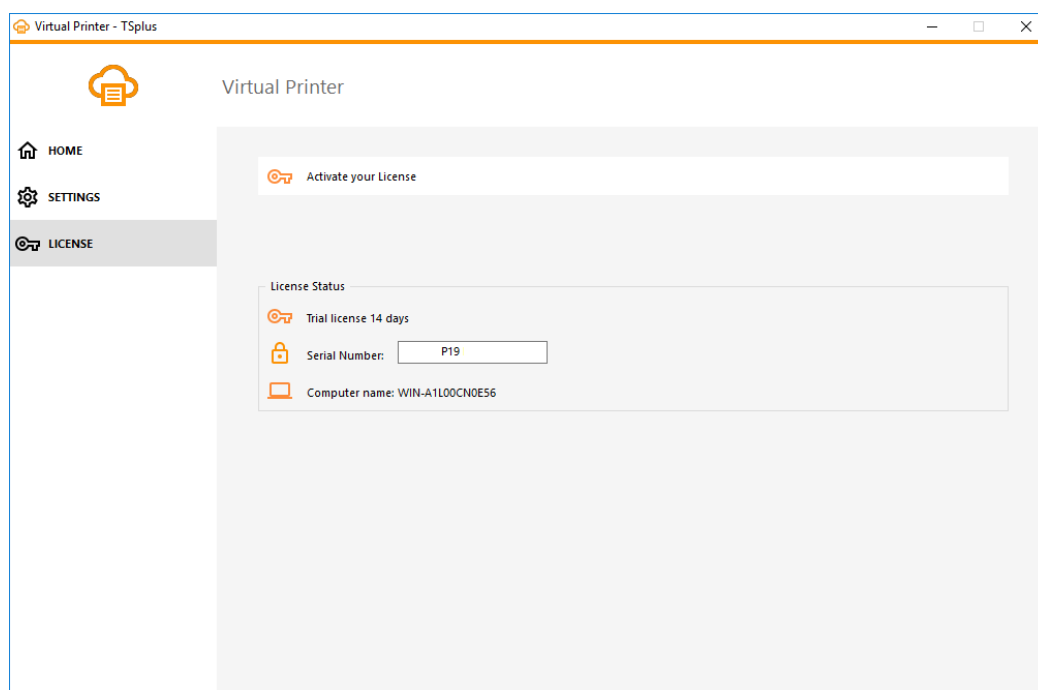 Virtual Printer - TSplus
Virtual Printer
HOME
SETTINGS
LICENSE
Activate your License
License Status
Trial license 14 days
Serial Number: P19
Computer name: WIN-A1L00CN0E56